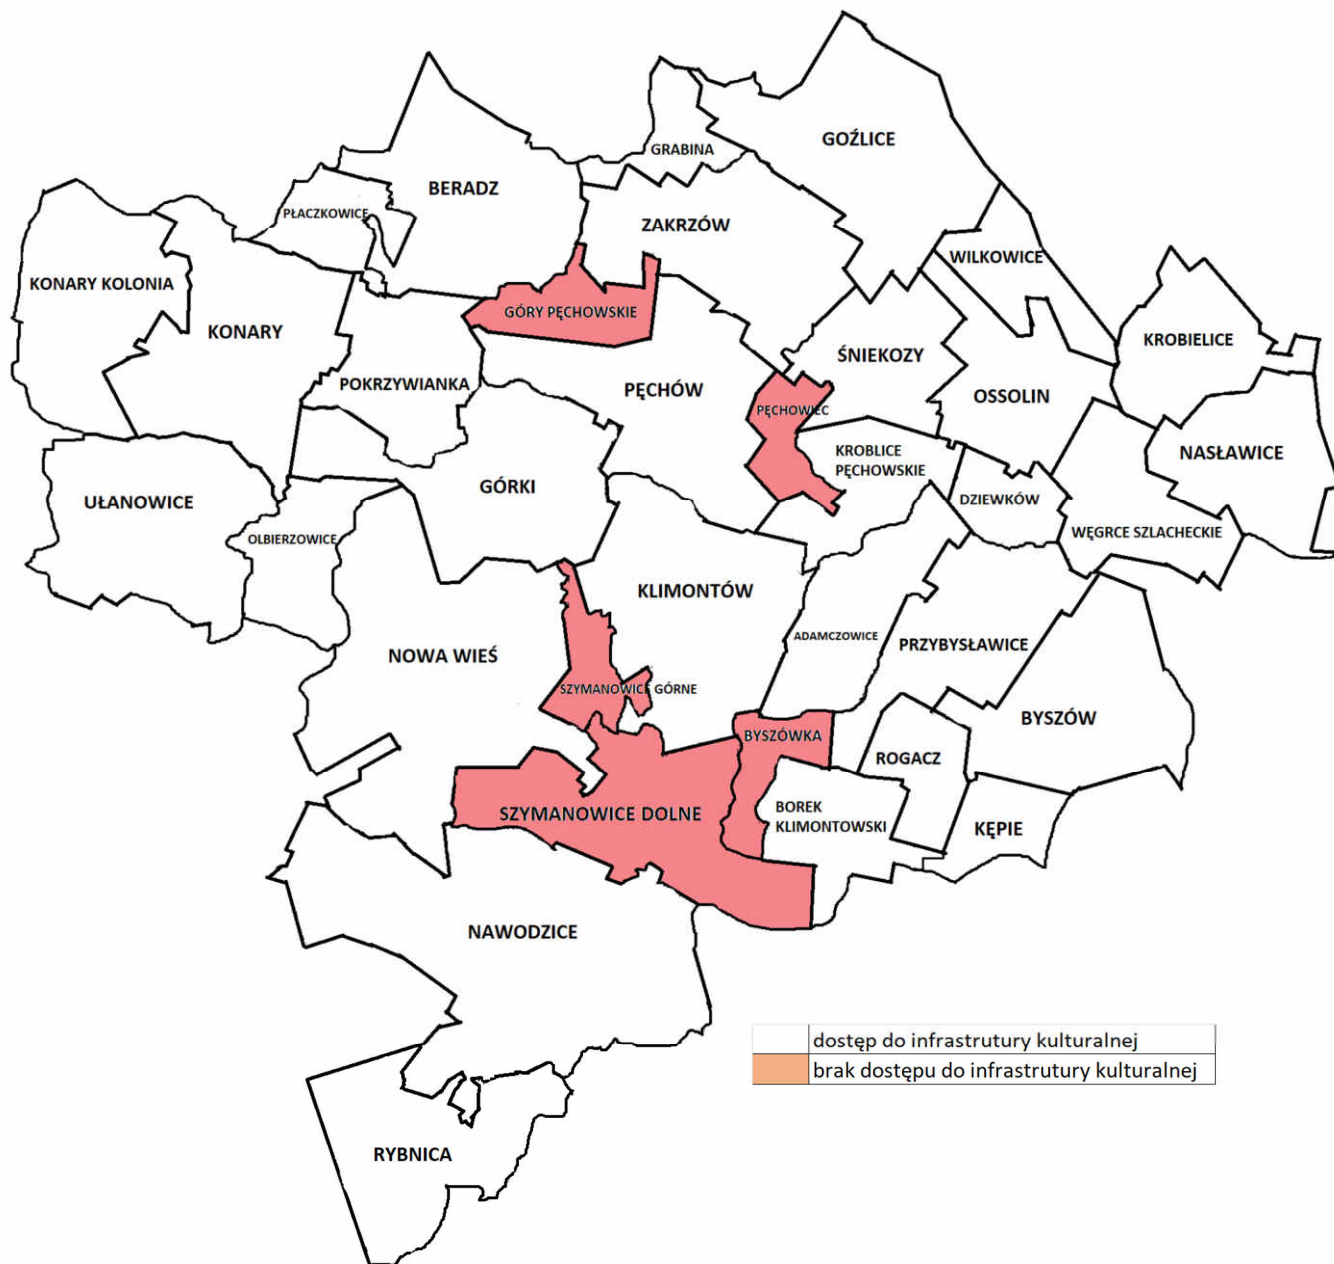 GOŹLICE
GRABINA
BERADZ
PŁACZKOWICE
ZAKRZÓW
WILKOWICE
KONARY KOLONIA
GÓRY PĘCHOWSKIE
KONARY
KROBIELICE
ŚNIEKOZY
POKRZYWIANKA
PĘCHÓW
OSSOLIN
PĘCHOWIEC
KROBLICE
PĘCHOWSKIE
NASŁAWICE
GÓRKI
UŁANOWICE
DZIEWKÓW
WĘGRCE SZLACHECKIE
OLBIERZOWICE
KLIMONTÓW
ADAMCZOWICE
PRZYBYSŁAWICE
NOWA WIEŚ
SZYMANOWICE GÓRNE
BYSZÓW
BYSZÓWKA
ROGACZ
SZYMANOWICE DOLNE
BOREK
KLIMONTOWSKI
KĘPIE
NAWODZICE
dostęp do infrastrutury kulturalnej
brak dostępu do infrastrutury kulturalnej
RYBNICA